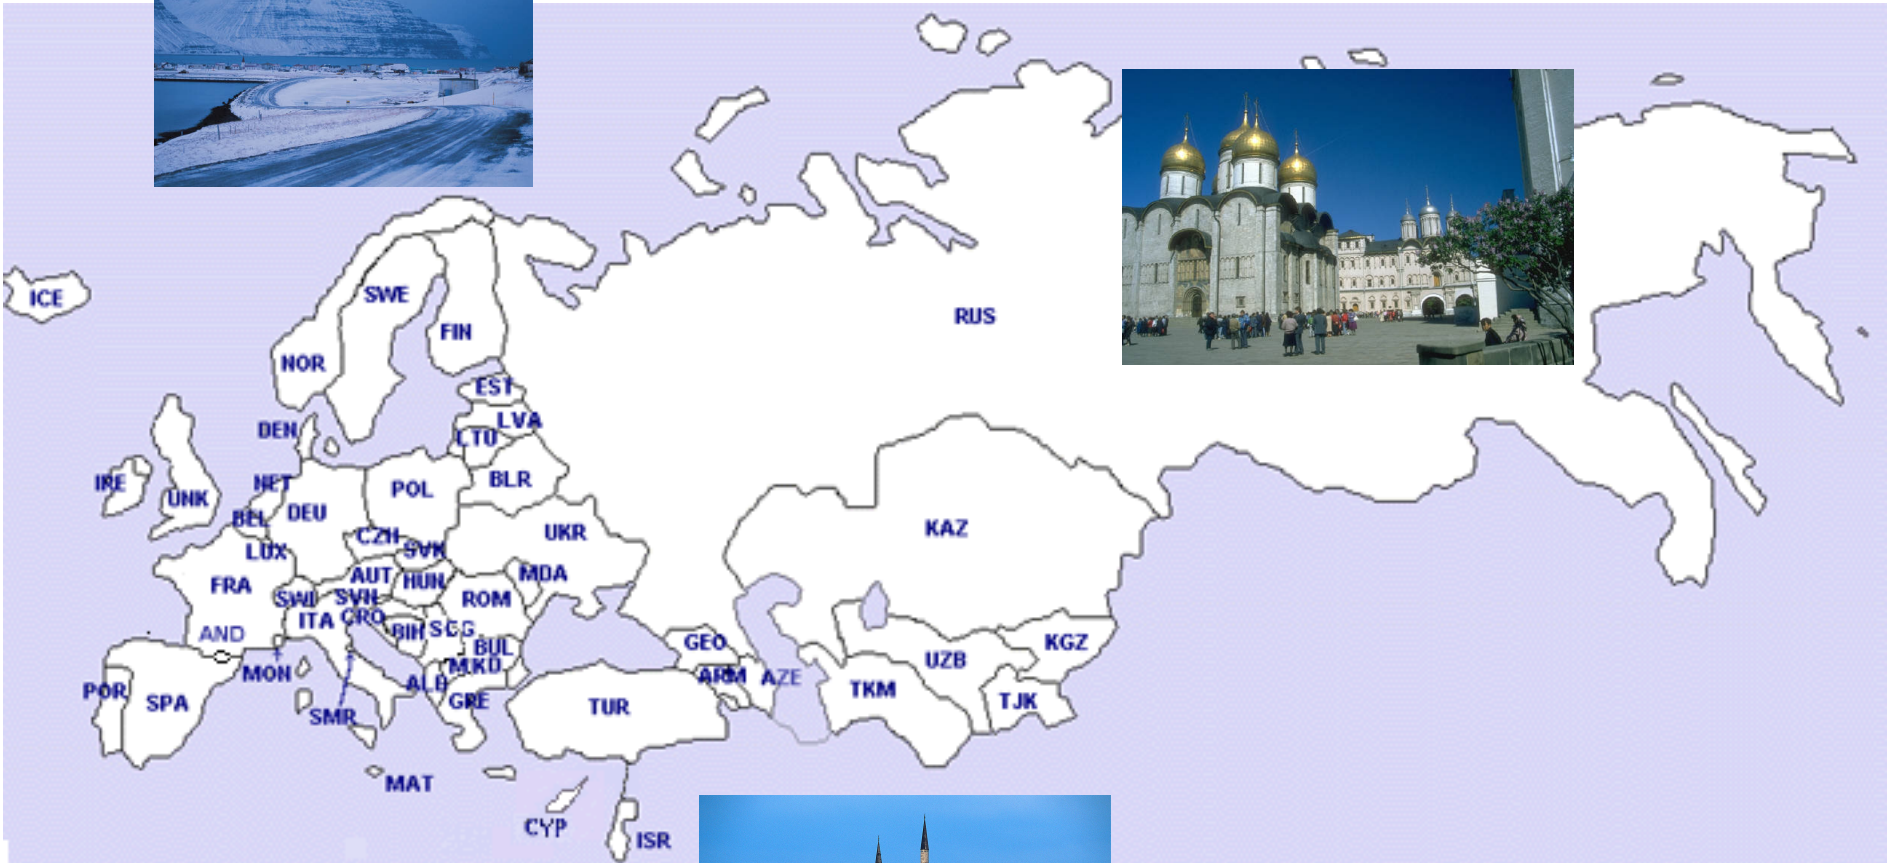 ICE
SWE
RUS
FIN
NOR
EST
LVA
DEN
LTU
IRE
NET
UNK
POL
BLR
DEU
BEL
UKR
KAZ
CZH
SVK
LUX
FRA
AUT
HUN
MDA
SWI
SVN
ROM
ITA
CRO
BIH
SCG
AND
BUL
GEO
KGZ
MKD
UZB
MON
ALB
ARM
AZE
POR
SPA
GRE
TUR
TKM
TJK
SMR
MAT
CYP
ISR